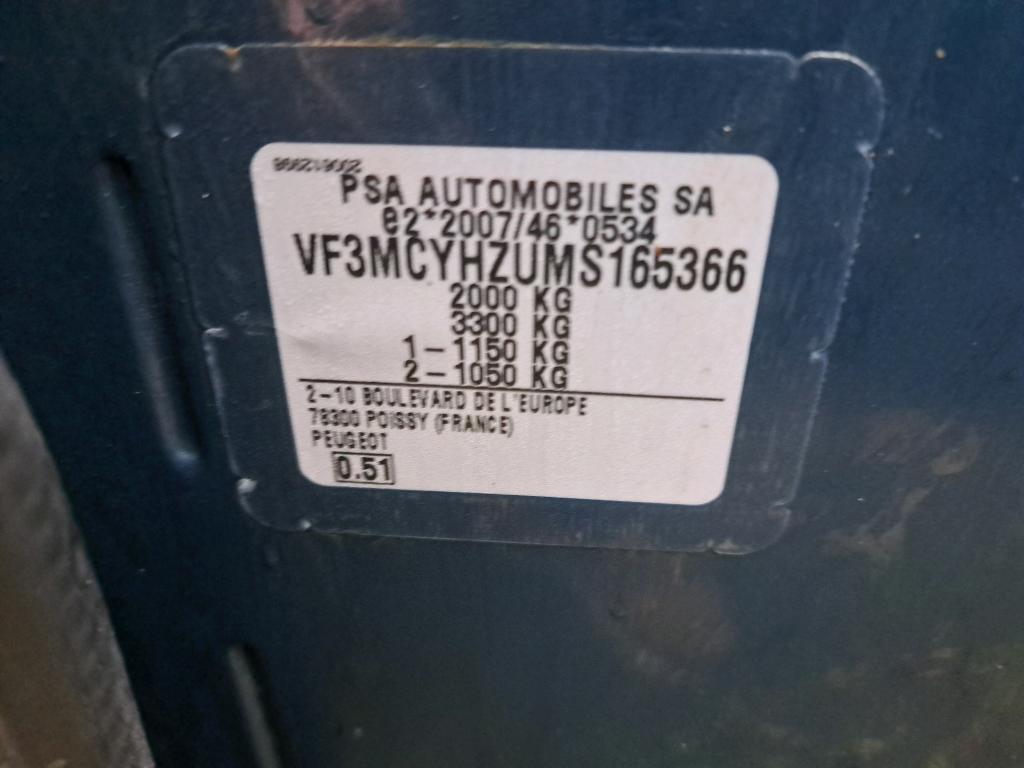 200612998
PSA AUTOMOBILES SA
e2*2007/46*0534
VF3MCYHZUMS165366
2000 KG
3300 KG
1-1150 KG
2-1050 KG
2-10 BOULEVARD DE L'EUROPE
78300 POISSY (FRANCE)
PEUGEOT
0.51